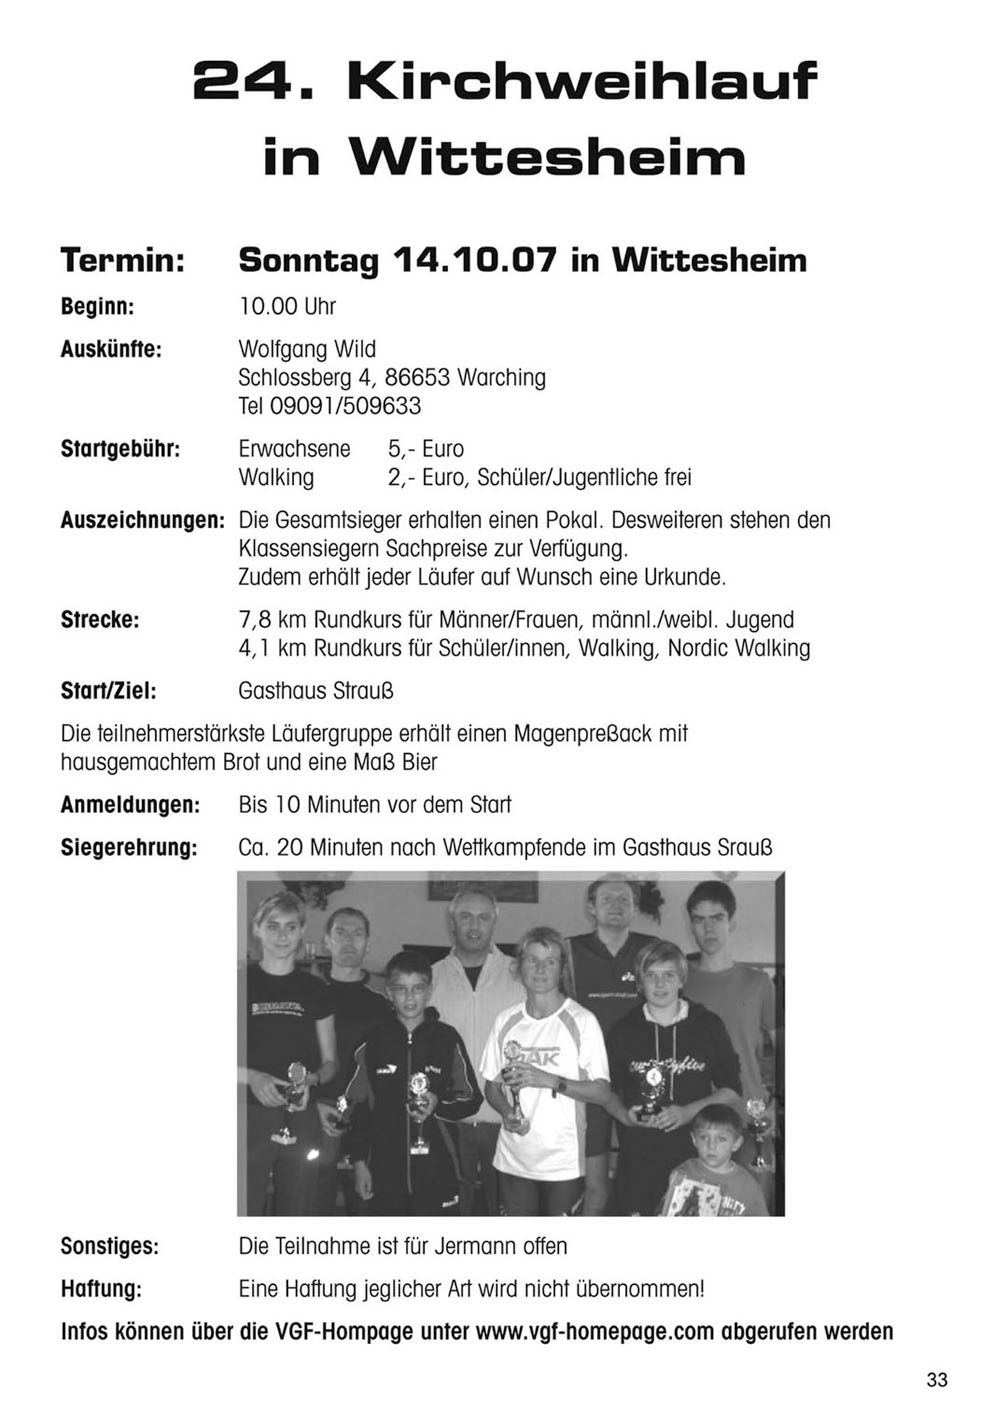 24. Kirchweihlauf
in Wittesheim
Termin: Sonntag 14.10.07 in Wittesheim
Beginn: 10.00 Uhr
Auskünfte: Wolfgang Wild
Schlossberg 4, 86653 Warching
Tel 09091/509633
Startgebühr: Erwachsene 5,- Euro
Walking 2,- Euro, Schüler/Jugentliche frei
Auszeichnungen: Die Gesamtsieger erhalten einen Pokal. Desweiteren stehen den
Klassensiegern Sachpreise zur Verfügung.
Zudem erhält jeder Läufer auf Wunsch eine Urkunde.
Strecke: 7,8 km Rundkurs für Männer/Frauen, männl./weibl. Jugend
4,1 km Rundkurs für Schüler/innen, Walking, Nordic Walking
Start/Ziel: Gasthaus Strauß
Die teilnehmerstärkste Läufergruppe erhält einen Magenpreßack mit
hausgemachtem Brot und eine Maß Bier
Anmeldungen: Bis 10 Minuten vor dem Start
Siegerehrung: Ca. 20 Minuten nach Wettkampfende im Gasthaus Srauß
Sonstiges: Die Teilnahme ist für Jermann offen
Haftung: Eine Haftung jeglicher Art wird nicht übernommen!
Infos können über die VGF-Hompage unter www.vgf-homepage.com abgerufen werden
33